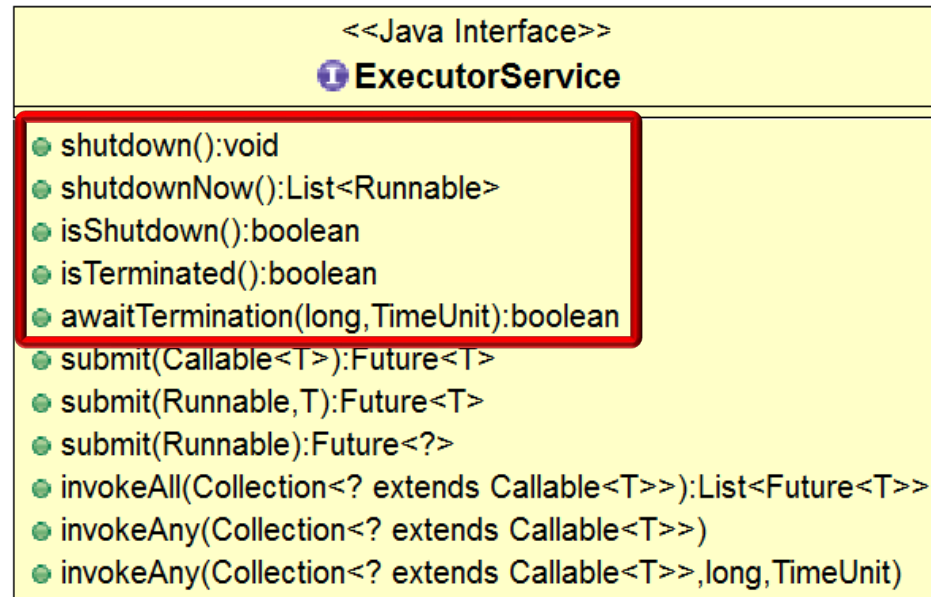 <<Java Interface>>
ExecutorService
shutdown():void
shutdownNow():List<Runnable>
isShutdown():boolean
isTerminated():boolean
awaitTermination(long,TimeUnit):boolean
submit(Callable<T>):Future<T>
submit(Runnable,T):Future<T>
submit(Runnable):Future<?>
invokeAll(Collection<? extends Callable<T>>):List<Future<T>>
invokeAny(Collection<? extends Callable<T>>)
invokeAny(Collection<? extends Callable<T>>,long,TimeUnit)